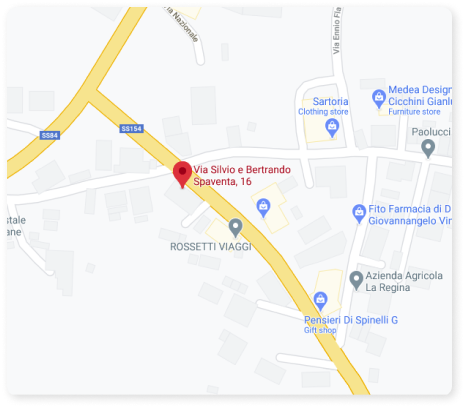 ia Nazionale
Via Ennio Fla
Medea Design
Cicchini Gianlu
Furniture store
Sartoria
Clothing store
SS154
SS84
Paolucci
Via Silvio e Bertrando
Spaventa, 16
Fito Farmacia di D
Giovannangelo Vin
stale
ane
ROSSETTI VIAGGI
Azienda Agricola
La Regina
Pensieri Di Spinelli G
Gift shop